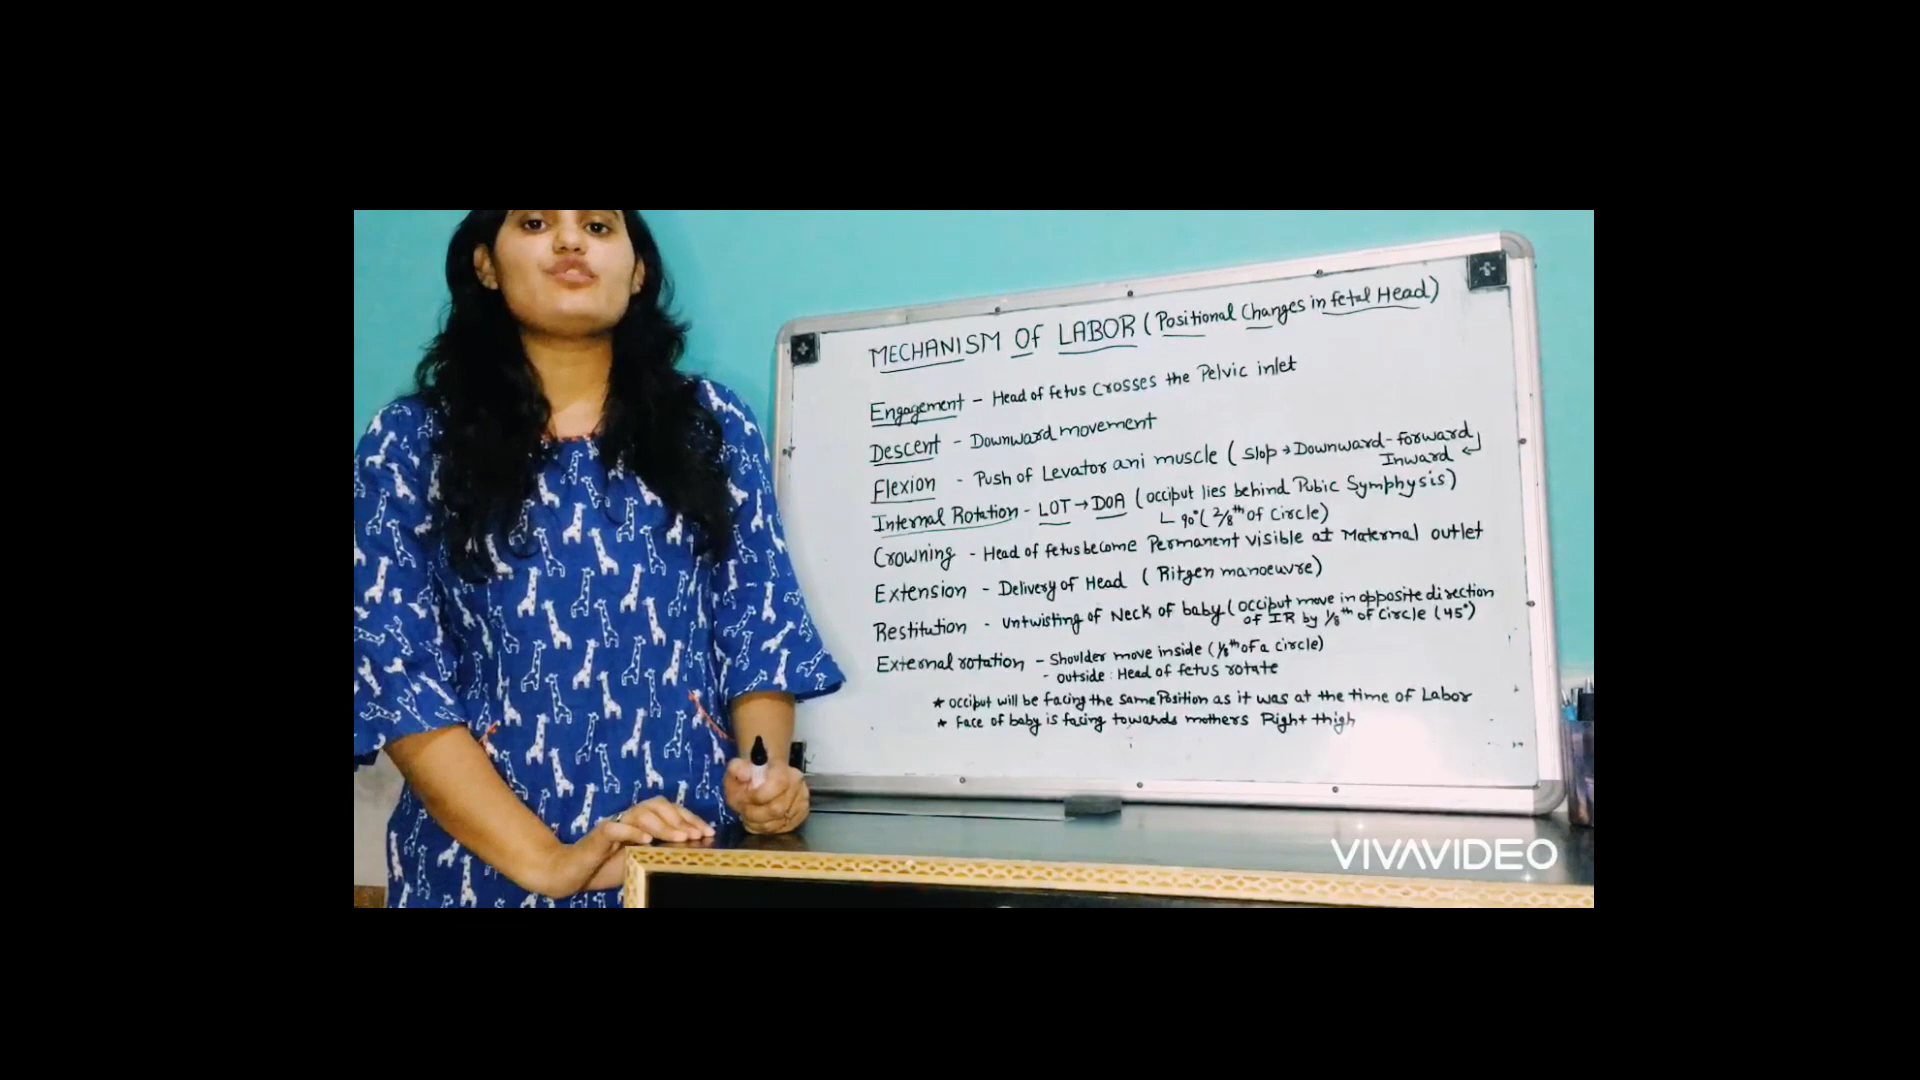 MECHANISM Of LABOR (Positional Changes in fetal Head)
Engagement - Head of fetus Crosses the Pelvic inlet
Descent - Downward movement
Flexion - Push of Levator ani muscle ( Slop → Downward-forward
Inward ↵
Internal Rotation - LOT → DOA ( occiput lies behind Pubic Symphysis)
∟ 90° ( 2/8th of Circle)
Crowning - Head of fetus become Permanent visible at Maternal outlet
Extension - Delivery of Head ( Ritgen manoeuvre)
Restitution - Untwisting of Neck of baby ( occiput move in opposite direction
of IR by 1/8th of Circle (45°)
External rotation - Shoulder move inside ( 1/8th of a circle)
- outside : Head of fetus rotate
★ occiput will be facing the same Position as it was at the time of Labor
★ face of baby is facing towards mothers Right thigh
VIVAVIDEO